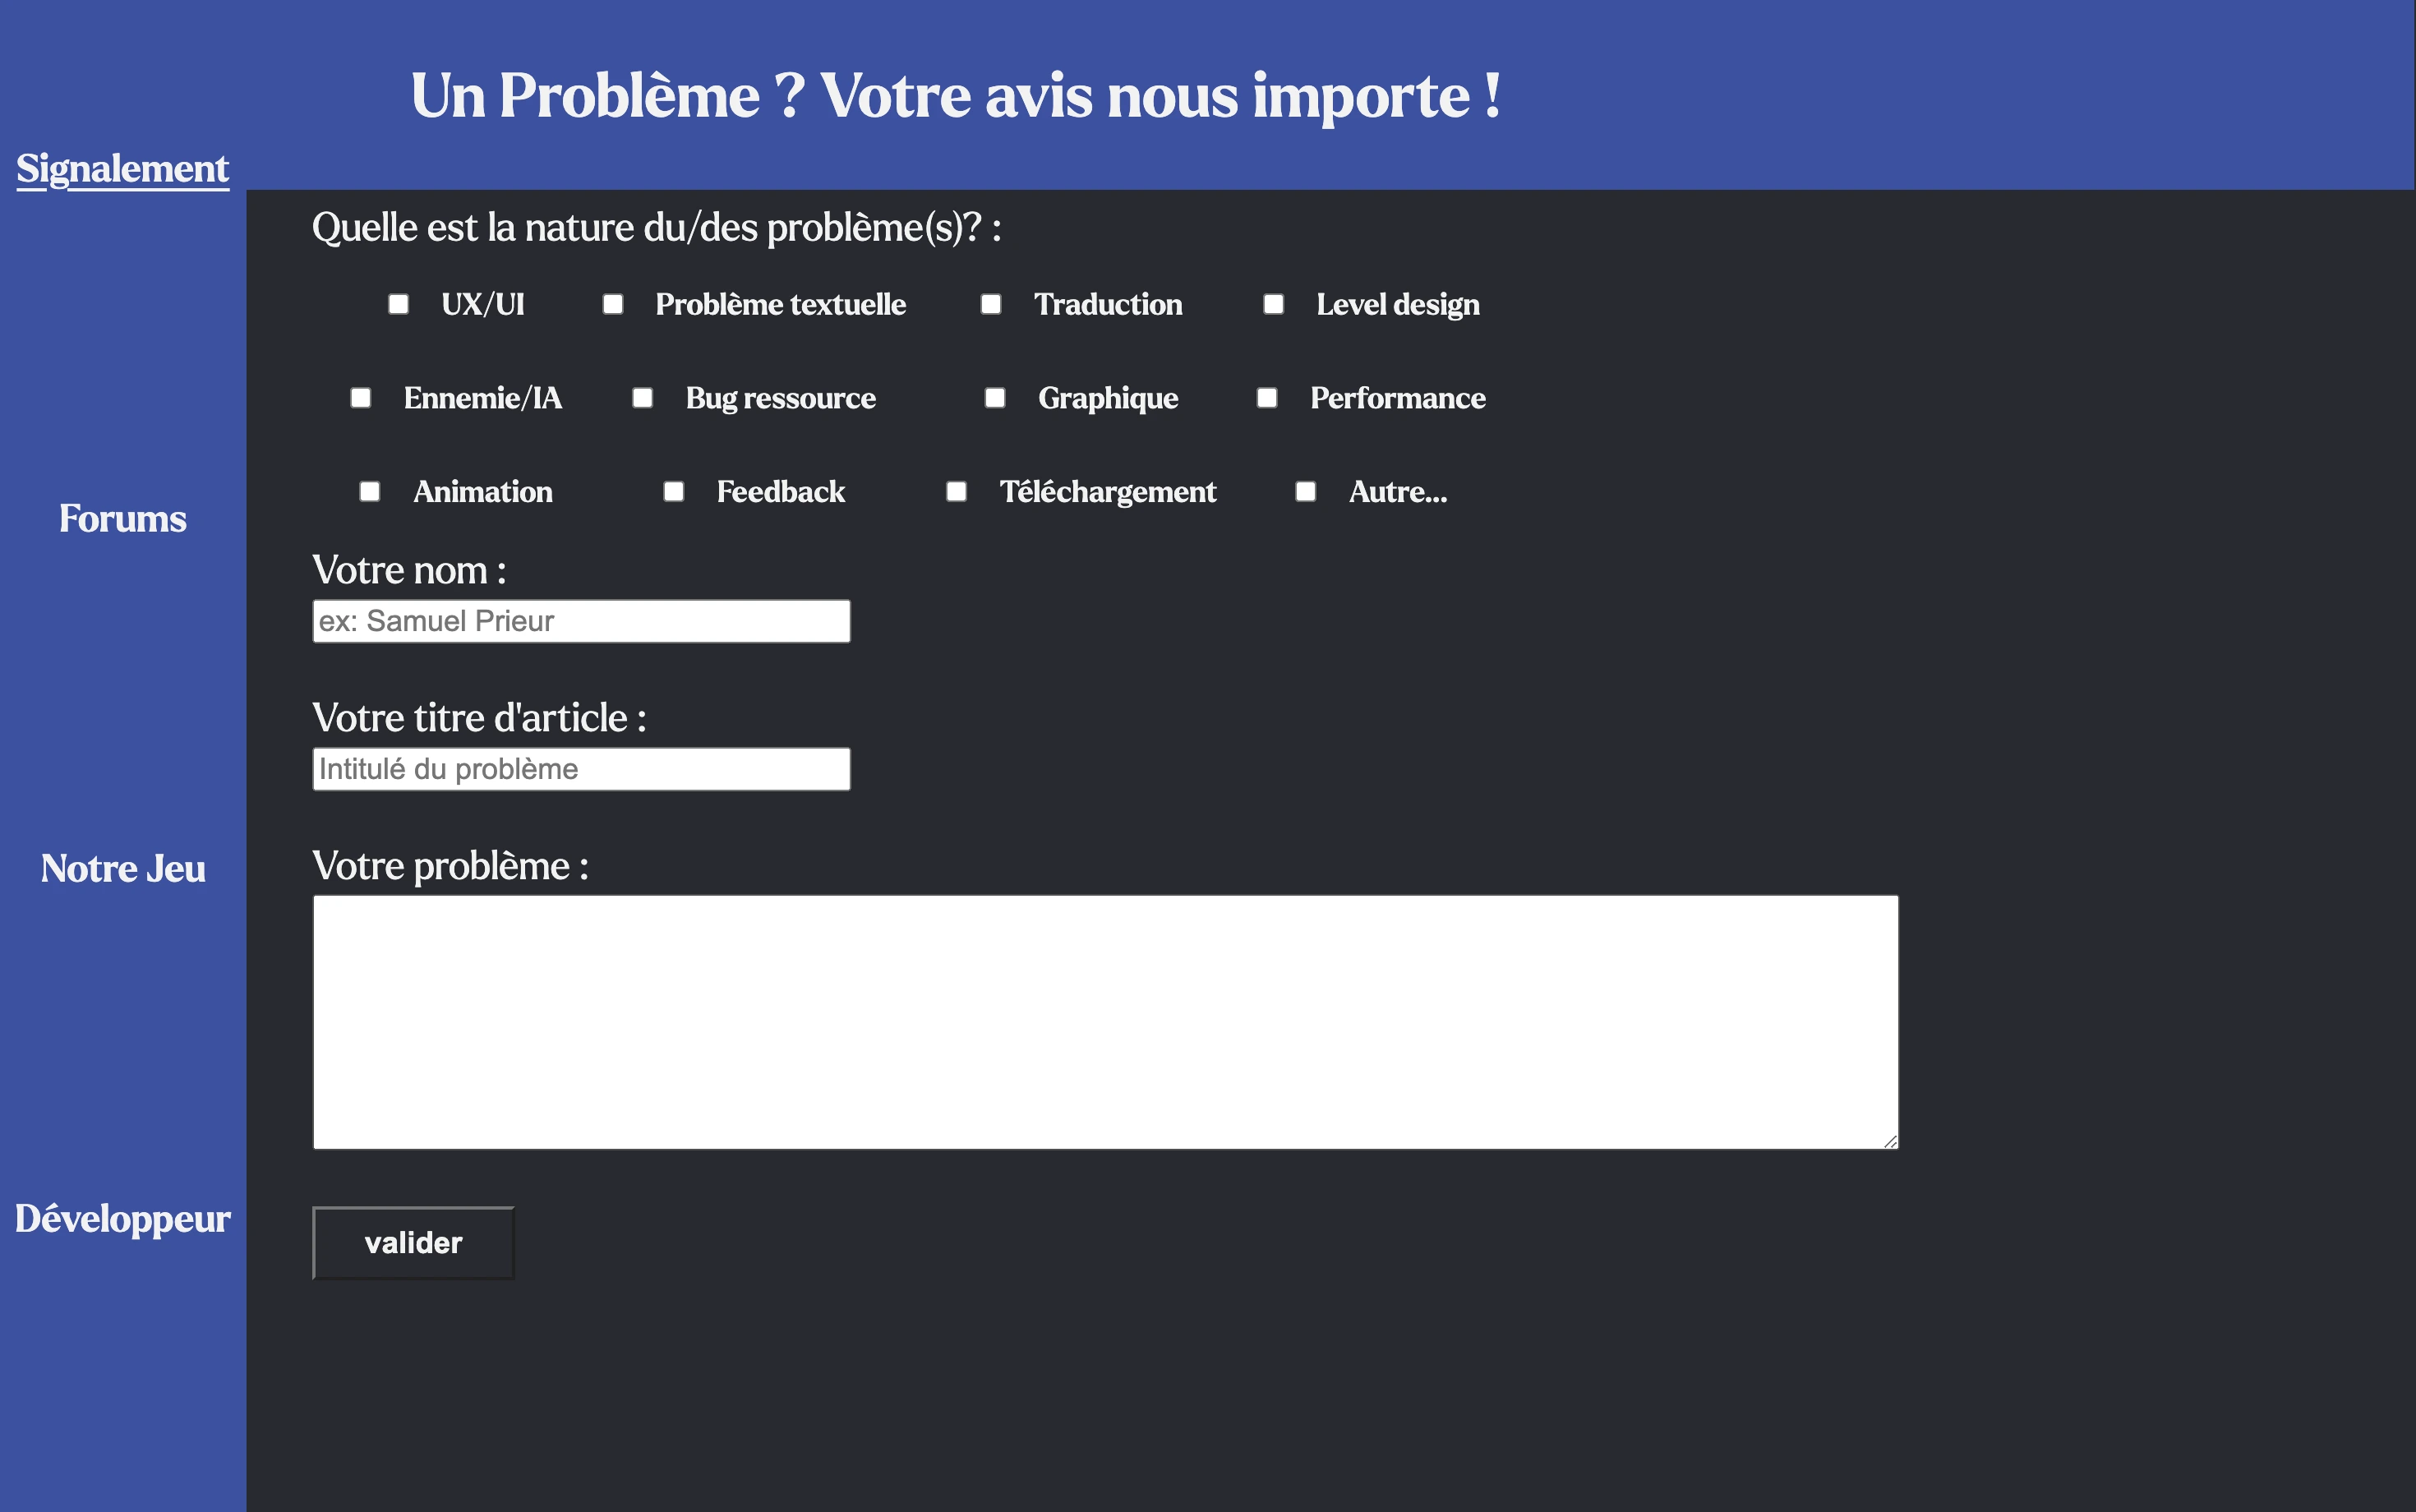 Un Problème ? Votre avis nous importe !
Signalement
Forums
Notre Jeu
Développeur
Quelle est la nature du/des problème(s)? :
UX/UI Problème textuelle Traduction Level design
Ennemie/IA Bug ressource Graphique Performance
Animation Feedback Téléchargement Autre...
Votre nom :
ex: Samuel Prieur
Votre titre d'article :
Intitulé du problème
Votre problème :
valider